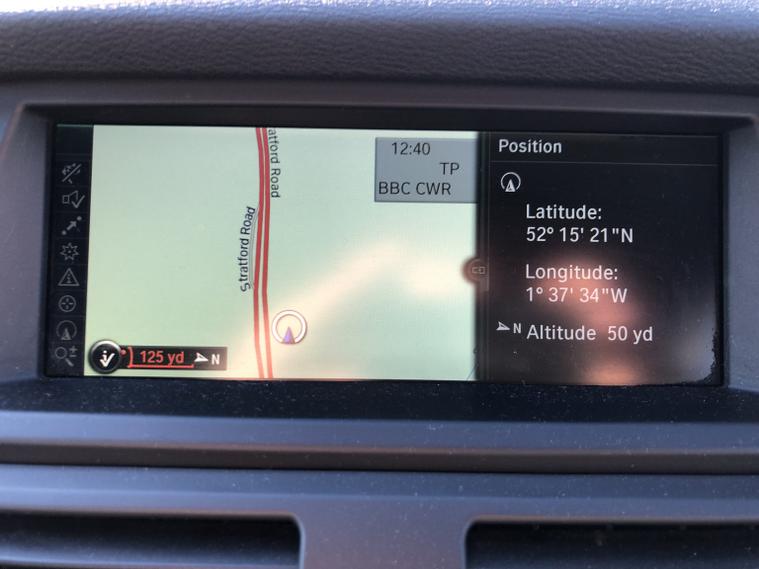 atford Road
Stratford Road
12:40
TP
BBC CWR
125 yd
N
Position
Latitude:
52° 15' 21"N
Longitude:
1° 37' 34"W
N Altitude 50 yd